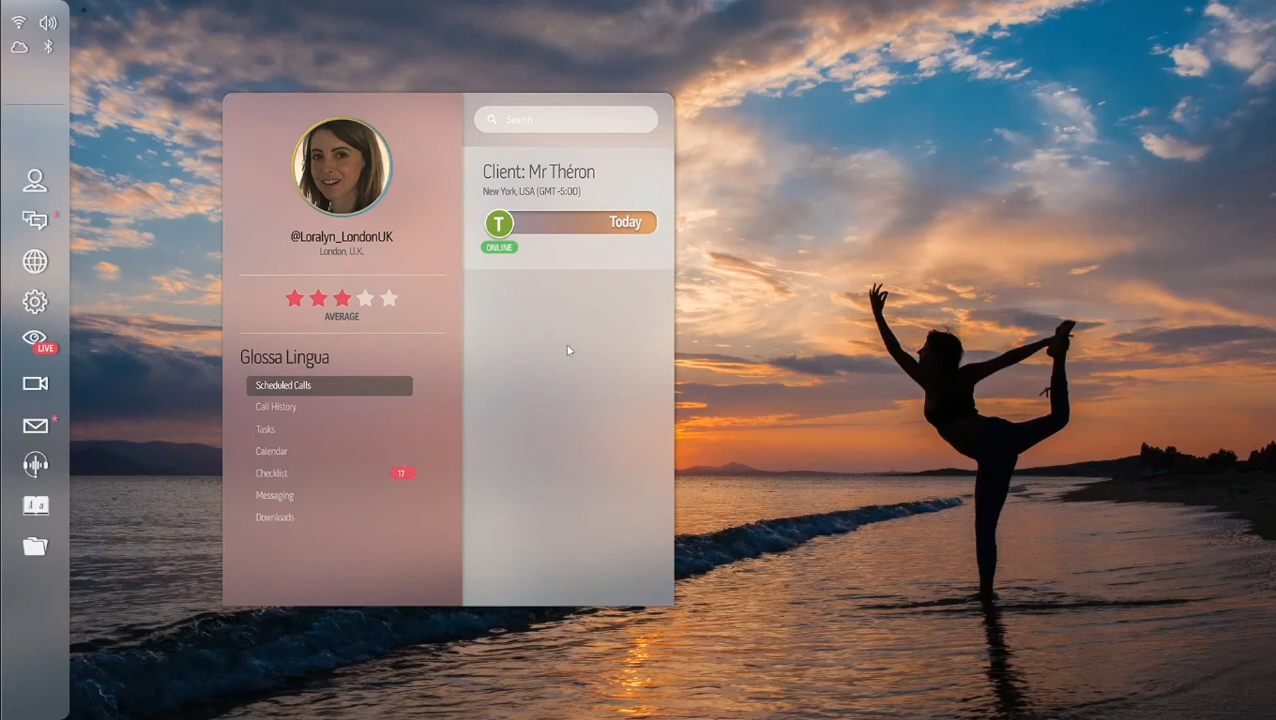 LIVE
@Loralyn_LondonUK
London, U.K.
AVERAGE
Glossa Lingua
Scheduled Calls
Call History
Tasks
Calendar
Checklist 17
Messaging
Downloads
Search
Client: Mr Théron
New York, USA (GMT -5:00)
T Today
ONLINE